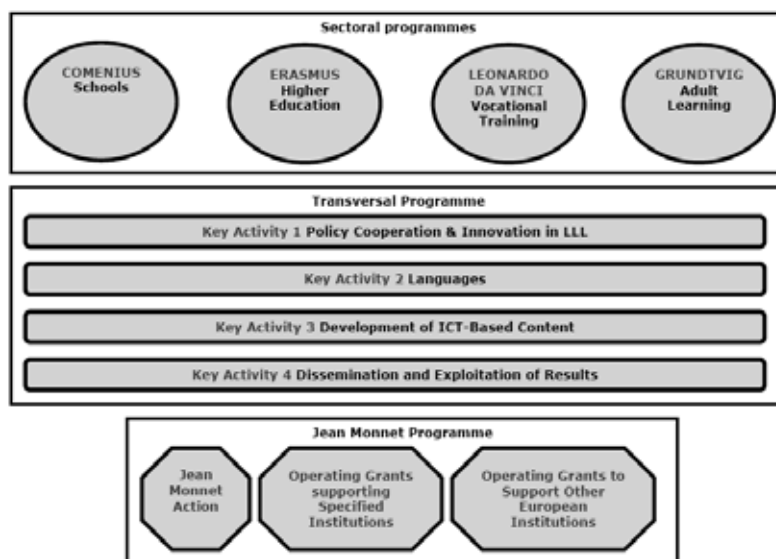 Sectoral programmes
COMENIUS
Schools
ERASMUS
Higher
Education
LEONARDO
DA VINCI
Vocational
Training
GRUNDTVIG
Adult
Learning
Transversal Programme
Key Activity 1 Policy Cooperation & Innovation in LLL
Key Activity 2 Languages
Key Activity 3 Development of ICT-Based Content
Key Activity 4 Dissemination and Exploitation of Results
Jean Monnet Programme
Jean
Monnet
Action
Operating Grants
supporting
Specified
Institutions
Operating Grants to
Support Other
European
Institutions